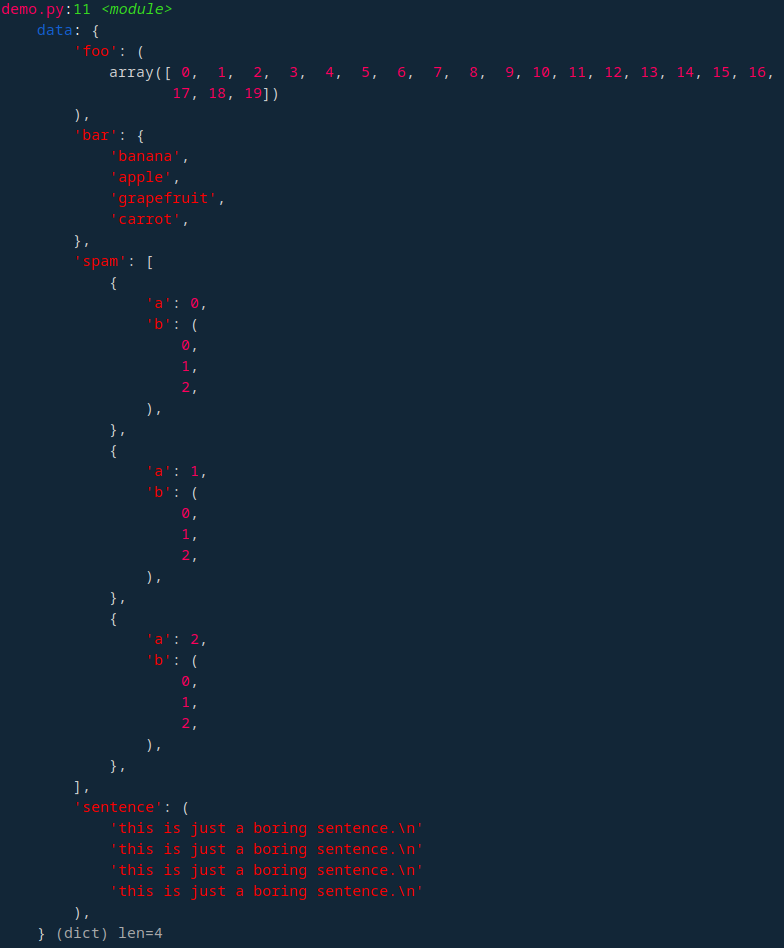 demo.py:11 <module>
    data: {
        'foo': (
            array([ 0,  1,  2,  3,  4,  5,  6,  7,  8,  9, 10, 11, 12, 13, 14, 15, 16,
                   17, 18, 19])
        ),
        'bar': {
            'banana',
            'apple',
            'grapefruit',
            'carrot',
        },
        'spam': [
            {
                'a': 0,
                'b': (
                    0,
                    1,
                    2,
                ),
            },
            {
                'a': 1,
                'b': (
                    0,
                    1,
                    2,
                ),
            },
            {
                'a': 2,
                'b': (
                    0,
                    1,
                    2,
                ),
            },
        ],
        'sentence': (
            'this is just a boring sentence.\n'
            'this is just a boring sentence.\n'
            'this is just a boring sentence.\n'
            'this is just a boring sentence.\n'
        ),
    } (dict) len=4